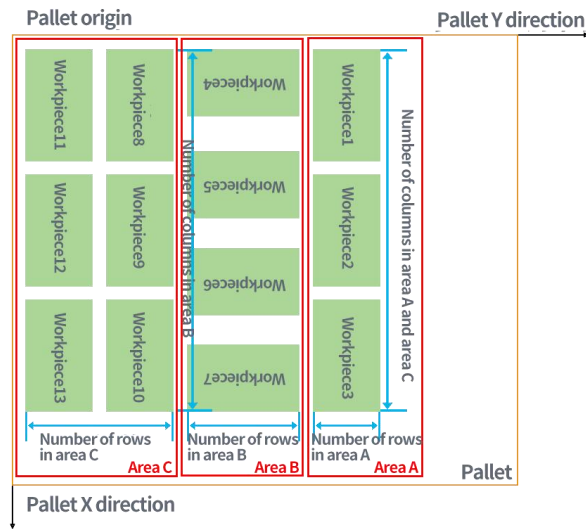 Pallet origin
Pallet Y direction
Workpiece11
Workpiece8
Workpiece4
Workpiece1
Workpiece12
Workpiece9
Workpiece5
Workpiece2
Workpiece13
Workpiece10
Workpiece6
Workpiece3
Workpiece7
Number of columns in area B
Number of columns in area A and area C
Number of rows
in area C
Number of rows
in area B
Number of rows
in area A
Area C
Area B
Area A
Pallet
Pallet X direction